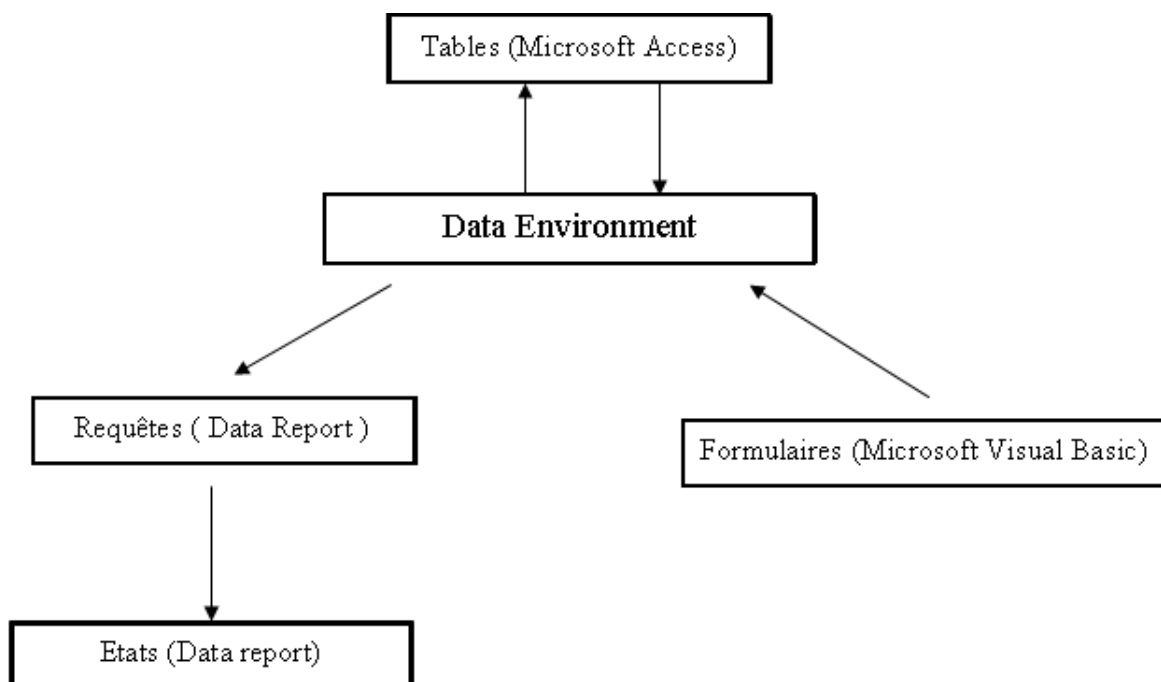 Tables (Microsoft Access)
Data Environment
Requêtes ( Data Report )
Formulaires (Microsoft Visual Basic)
Etats (Data report)